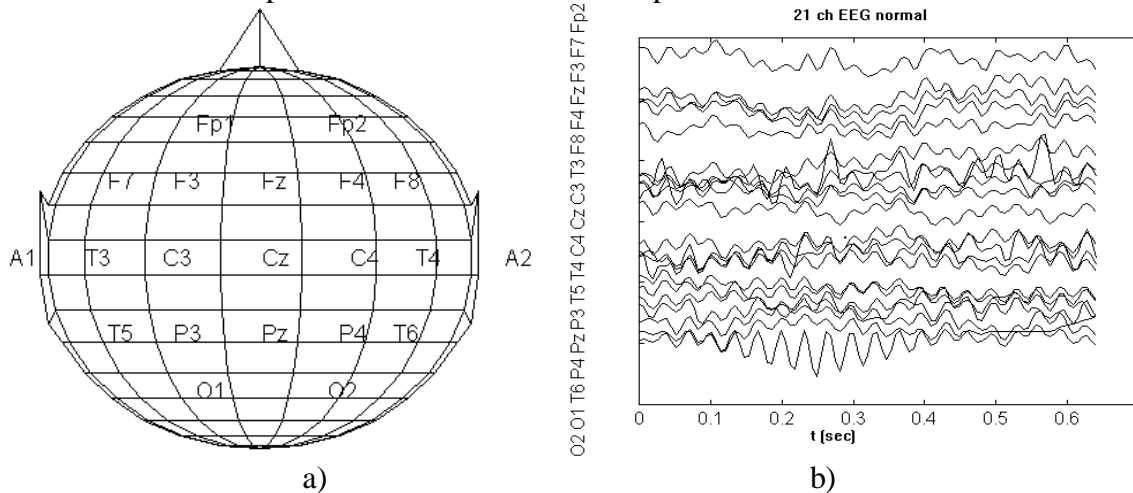 21 ch EEG normal
Fp1 Fp2
F7 F3 Fz F4 F8
A1 T3 C3 Cz C4 T4 A2
T5 P3 Pz P4 T6
O1 O2
a)
O2 O1 T6 P4 Pz P3 T5 T4 C4 Cz C3 T3 F8 F4 Fz F3 F7 Fp2
0 0.1 0.2 0.3 0.4 0.5 0.6
t (sec)
b)